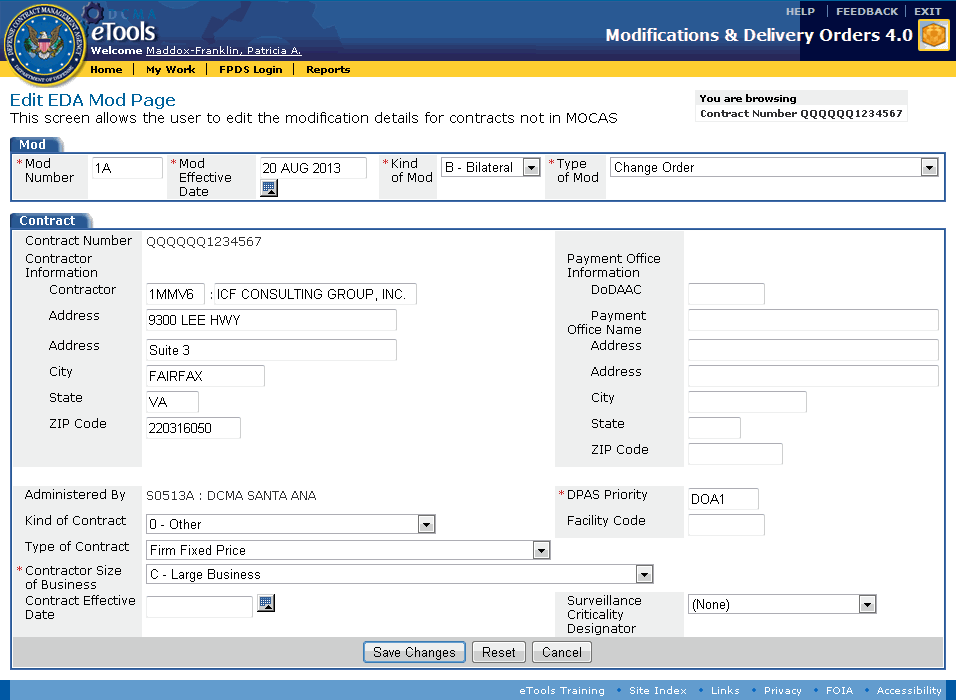 HELP FEEDBACK EXIT
DCMA
eTools
Welcome Maddox-Franklin, Patricia A.
Modifications & Delivery Orders 4.0
DEFENSE CONTRACT MANAGEMENT AGENCY
DEPARTMENT OF DEFENSE
Home My Work FPDS Login Reports
Edit EDA Mod Page
This screen allows the user to edit the modification details for contracts not in MOCAS
You are browsing
Contract Number QQQQQQ1234567
Mod
*Mod Number 1A *Mod Effective Date 20 AUG 2013 *Kind of Mod B - Bilateral *Type of Mod Change Order
Contract
Contract Number QQQQQQ1234567
Contractor Information
Contractor 1MMV6 : ICF CONSULTING GROUP, INC.
Address 9300 LEE HWY
Address Suite 3
City FAIRFAX
State VA
ZIP Code 220316050
Payment Office Information
DoDAAC
Payment Office Name
Address
Address
City
State
ZIP Code
Administered By S0513A : DCMA SANTA ANA
*DPAS Priority DOA1
Kind of Contract 0 - Other
Facility Code
Type of Contract Firm Fixed Price
*Contractor Size of Business C - Large Business
Contract Effective Date
Surveillance Criticality Designator (None)
Save Changes Reset Cancel
eTools Training • Site Index • Links • Privacy • FOIA • Accessibility